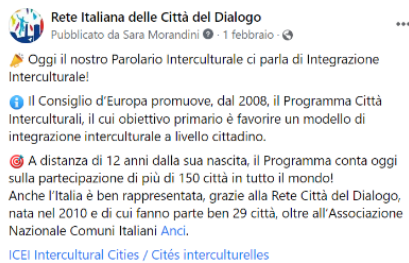 Rete Italiana delle Città del Dialogo
Pubblicato da Sara Morandini · 1 febbraio ·
Oggi il nostro Parolario Interculturale ci parla di Integrazione
Interculturale!
Il Consiglio d'Europa promuove, dal 2008, il Programma Città
Interculturali, il cui obiettivo primario è favorire un modello di
integrazione interculturale a livello cittadino.
A distanza di 12 anni dalla sua nascita, il Programma conta oggi
sulla partecipazione di più di 150 città in tutto il mondo!
Anche l'Italia è ben rappresentata, grazie alla Rete Città del Dialogo,
nata nel 2010 e di cui fanno parte ben 29 città, oltre all'Associazione
Nazionale Comuni Italiani Anci.
ICEI Intercultural Cities / Cités interculturelles